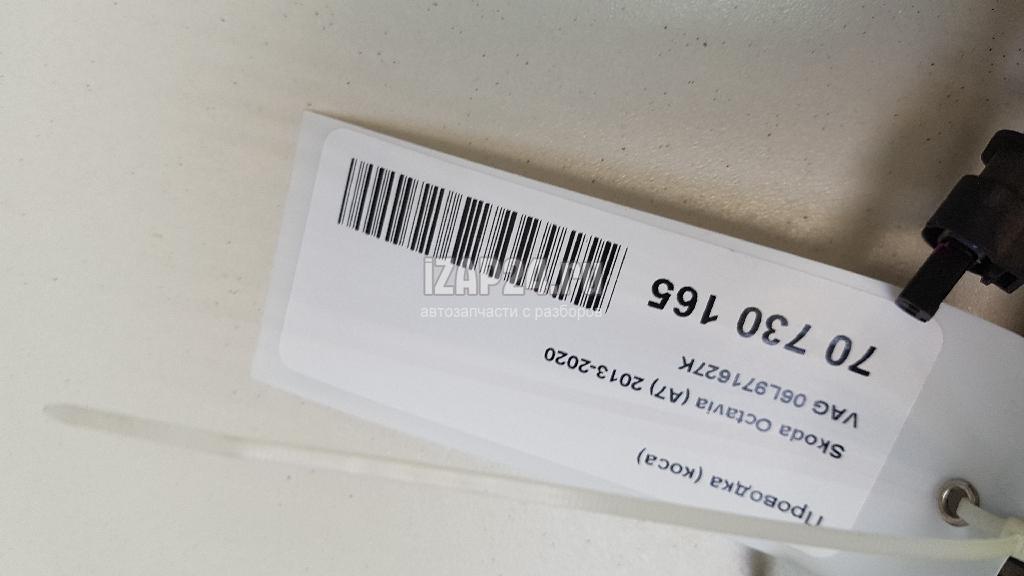 70 730 165
VAG 06L971627K
Skoda Octavia (A7) 2013-2020
Проводка (коса)
iZAP24.RU
автозапчасти с разборов